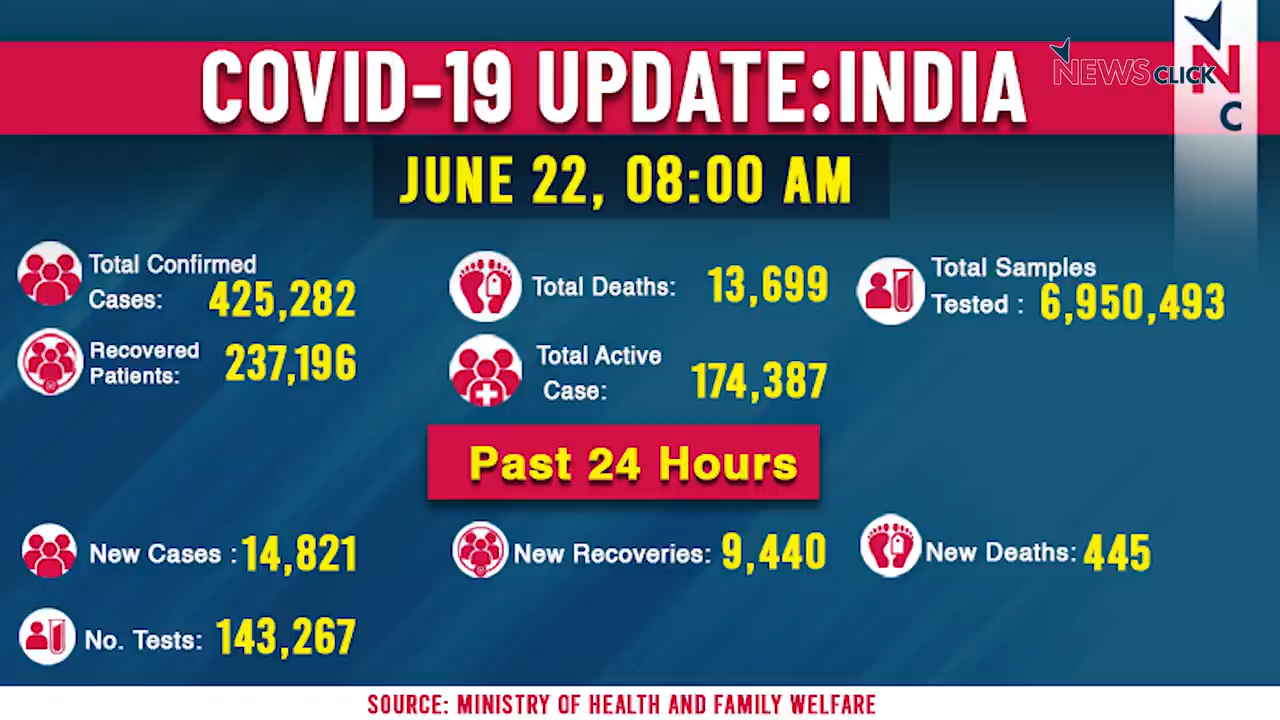 COVID-19 UPDATE:INDIA
NEWSCLICK
N
C
JUNE 22, 08:00 AM
Total Confirmed
Cases: 425,282
Total Deaths: 13,699
Total Samples
Tested : 6,950,493
Recovered
Patients: 237,196
Total Active
Case: 174,387
Past 24 Hours
New Cases : 14,821
New Recoveries: 9,440
New Deaths: 445
No. Tests: 143,267
SOURCE: MINISTRY OF HEALTH AND FAMILY WELFARE